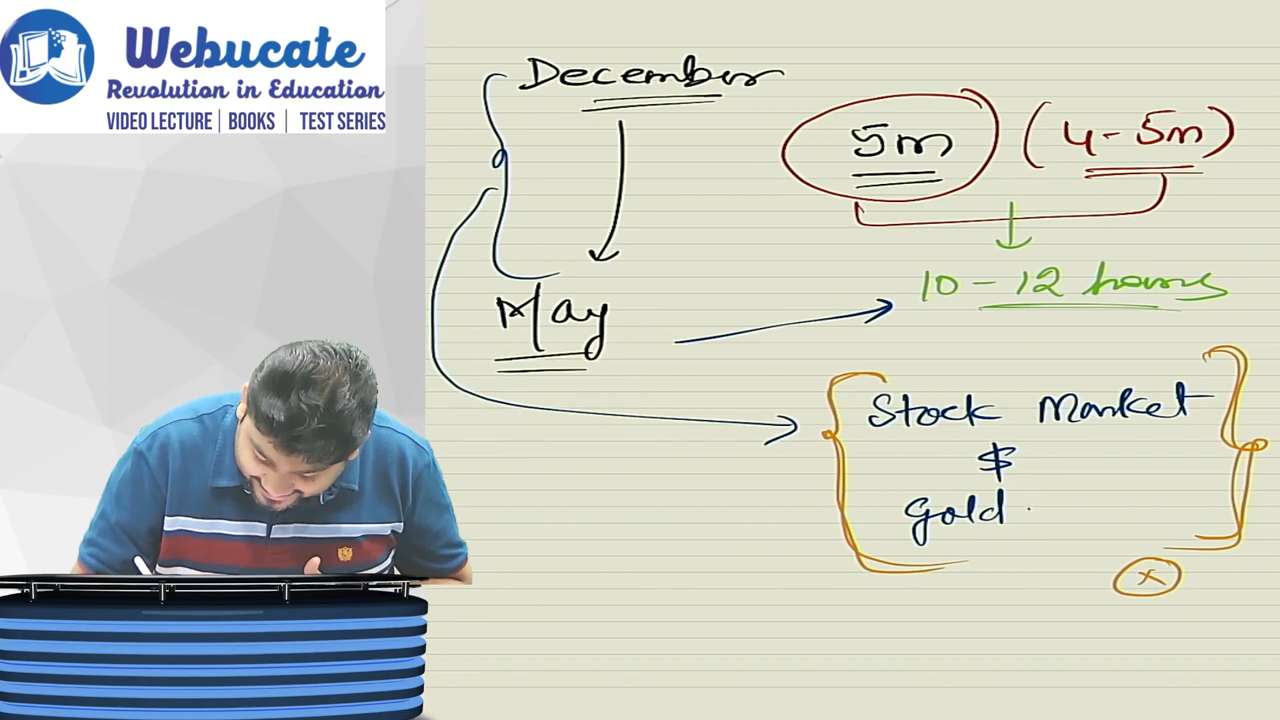 Webucate
Revolution in Education
VIDEO LECTURE | BOOKS | TEST SERIES
December
5m (4-5m)
10-12 hours
May
Stock Market
$
Gold
x